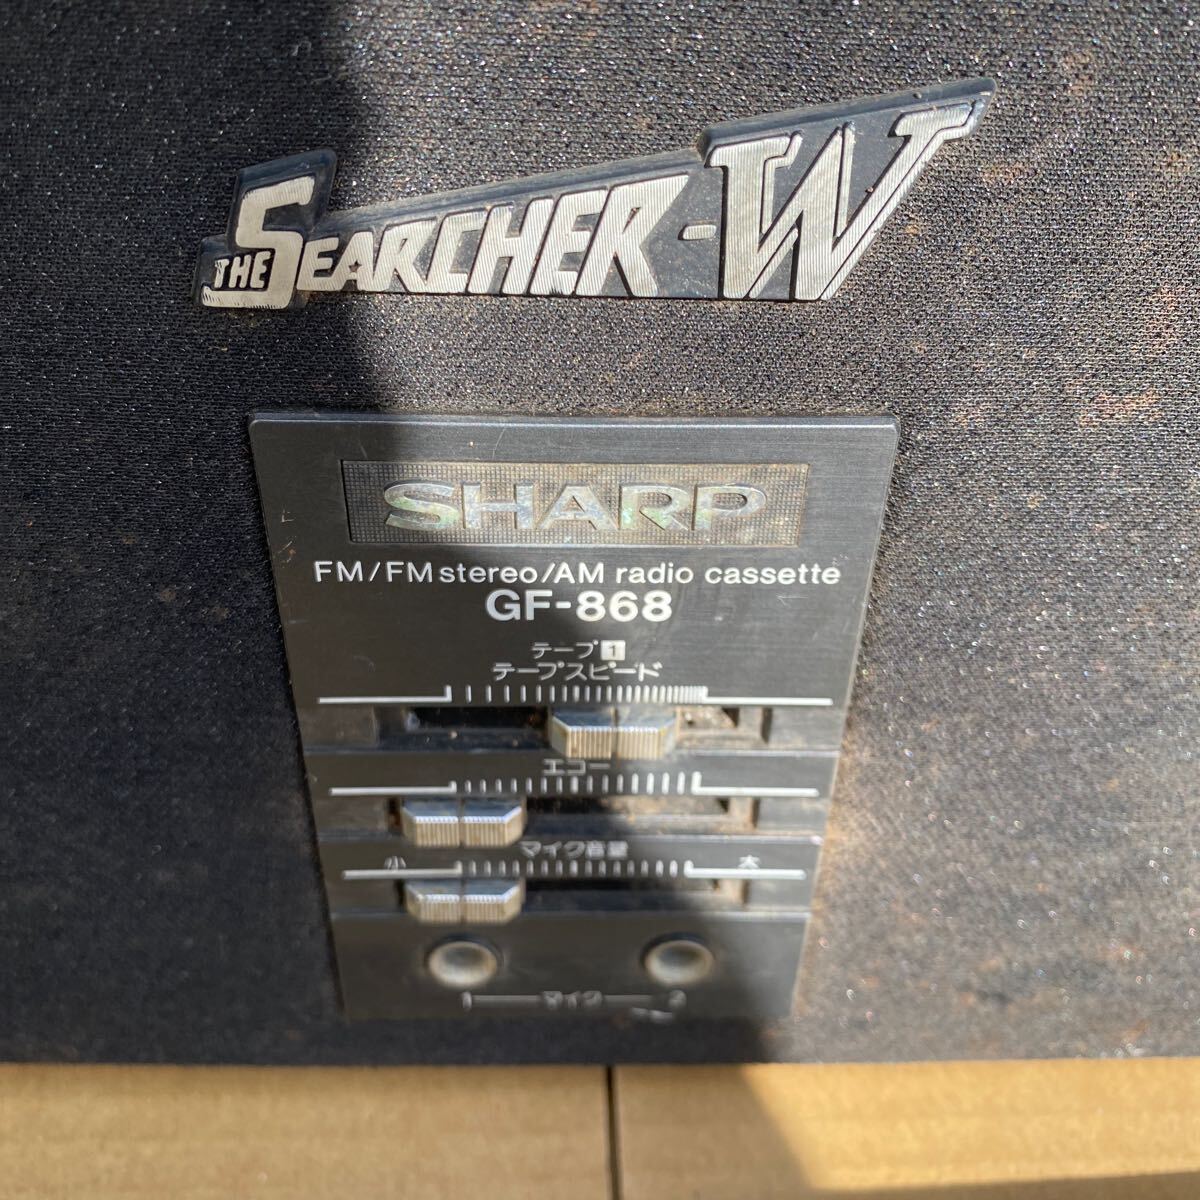 THE SEARCHER-W
SHARP
FM/FM stereo/AM radio cassette
GF-868
テープ1
テープスピード
エコー
マイク音量
小 大
1 マイク 2